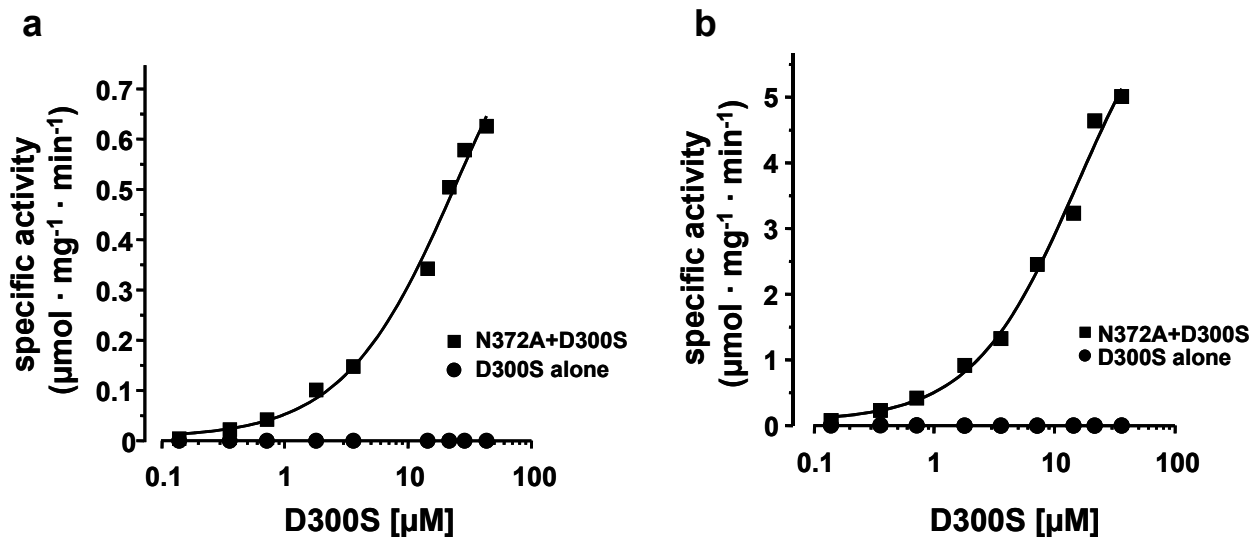 a
specific activity
(µmol · mg-1 · min-1)
0.7
0.6
0.5
0.4
0.3
0.2
0.1
0
N372A+D300S
D300S alone
0.1 1 10 100
D300S [µM]
b
specific activity
(µmol · mg-1 · min-1)
5
4
3
2
1
0
N372A+D300S
D300S alone
0.1 1 10 100
D300S [µM]